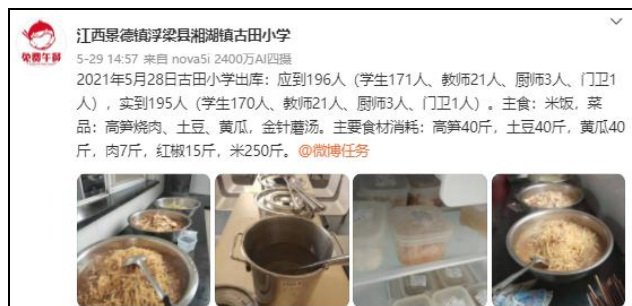 江西景德镇浮梁县湘湖镇古田小学
免费午餐
5-29 14:57 来自 nova5i 2400万AI四摄
2021年5月28日古田小学出库：应到196人（学生171人、教师21人、厨师3人、门卫1
人），实到195人（学生170人、教师21人、厨师3人、门卫1人）。主食：米饭，菜
品：高笋烧肉、土豆、黄瓜，金针蘑汤。主要食材消耗：高笋40斤，土豆40斤，黄瓜40
斤，肉7斤，红椒15斤，米250斤。@微博任务